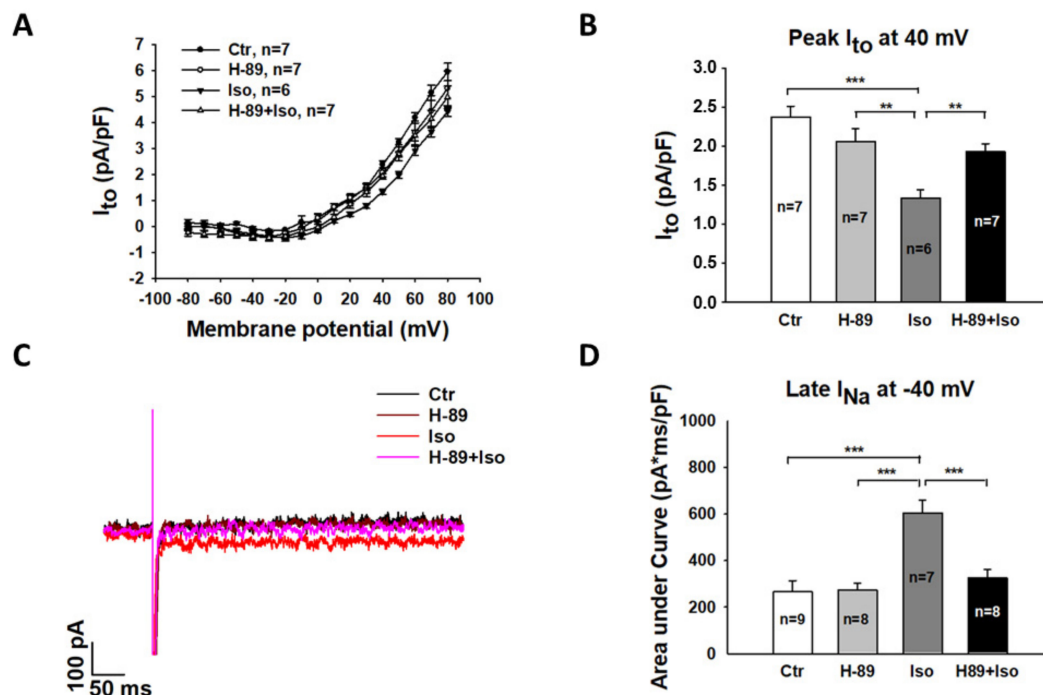 A
Ctr, n=7
H-89, n=7
Iso, n=6
H-89+Iso, n=7
I_to (pA/pF)
7
6
5
4
3
2
1
0
-1
-2
-100 -80 -60 -40 -20 0 20 40 60 80 100
Membrane potential (mV)
B
Peak I_to at 40 mV
***
** **
I_to (pA/pF)
3.0
2.5
2.0
1.5
1.0
0.5
0.0
n=7 n=7 n=6 n=7
Ctr H-89 Iso H-89+Iso
C
Ctr
H-89
Iso
H-89+Iso
100 pA
50 ms
D
Late I_Na at -40 mV
Area under Curve (pA*ms/pF)
1000
800
600
400
200
0
***
*** ***
n=9 n=8 n=7 n=8
Ctr H-89 Iso H89+Iso